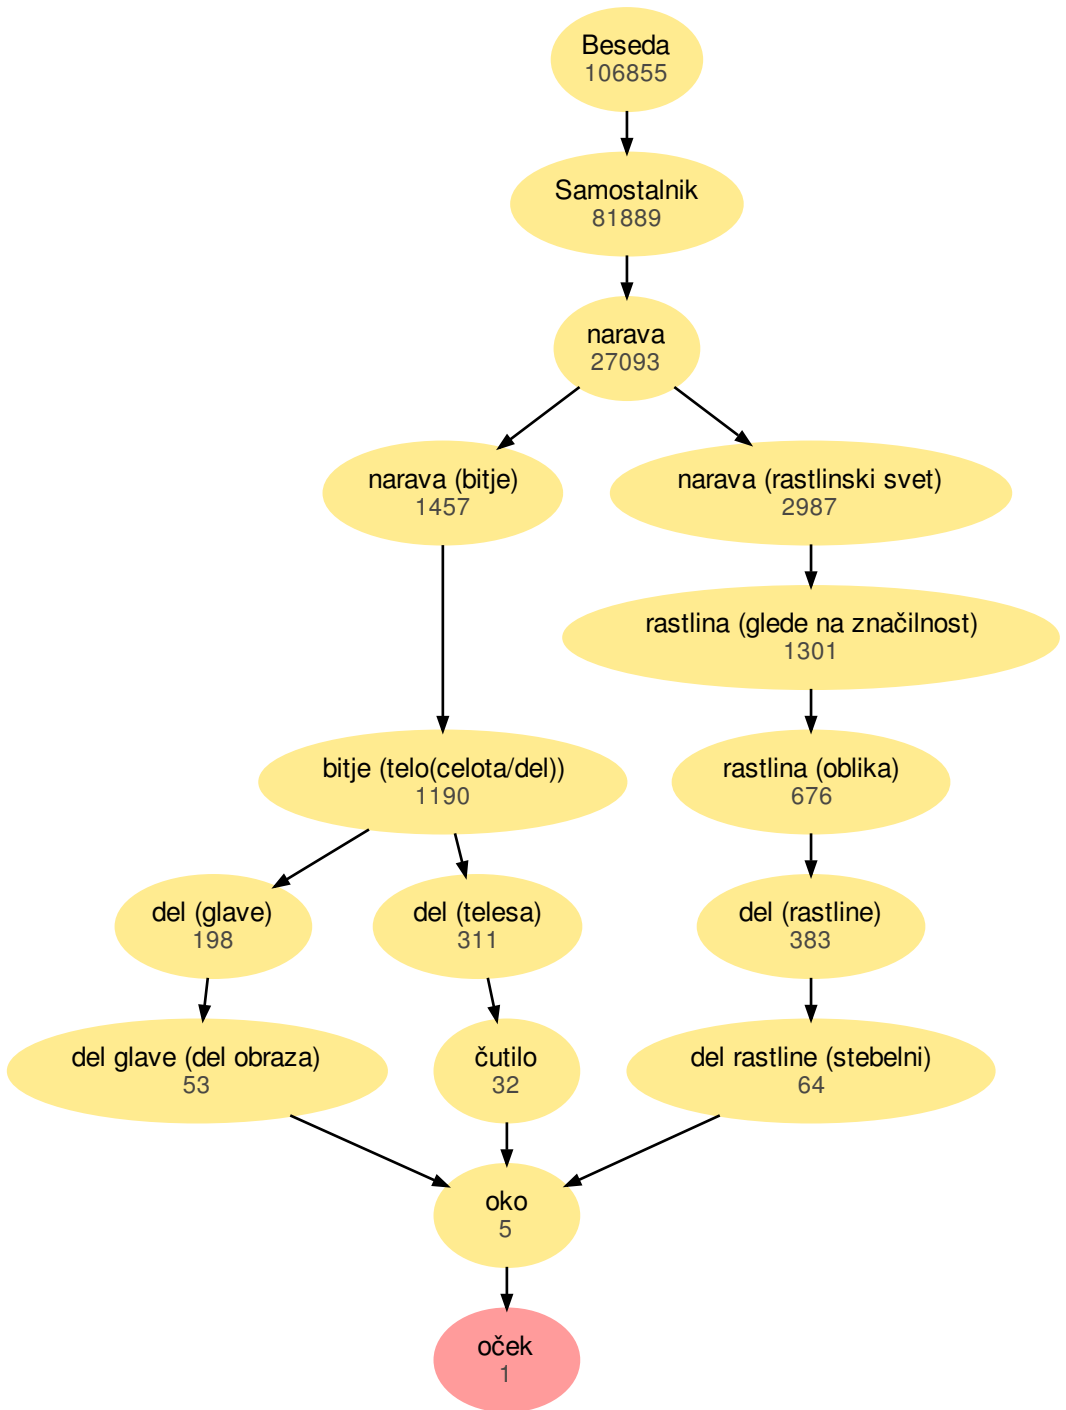 Beseda
106855
Samostalnik
81889
narava
27093
narava (bitje)
1457
narava (rastlinski svet)
2987
rastlina (glede na značilnost)
1301
bitje (telo(celota/del))
1190
rastlina (oblika)
676
del (glave)
198
del (telesa)
311
del (rastline)
383
del glave (del obraza)
53
čutilo
32
del rastline (stebelni)
64
oko
5
oček
1